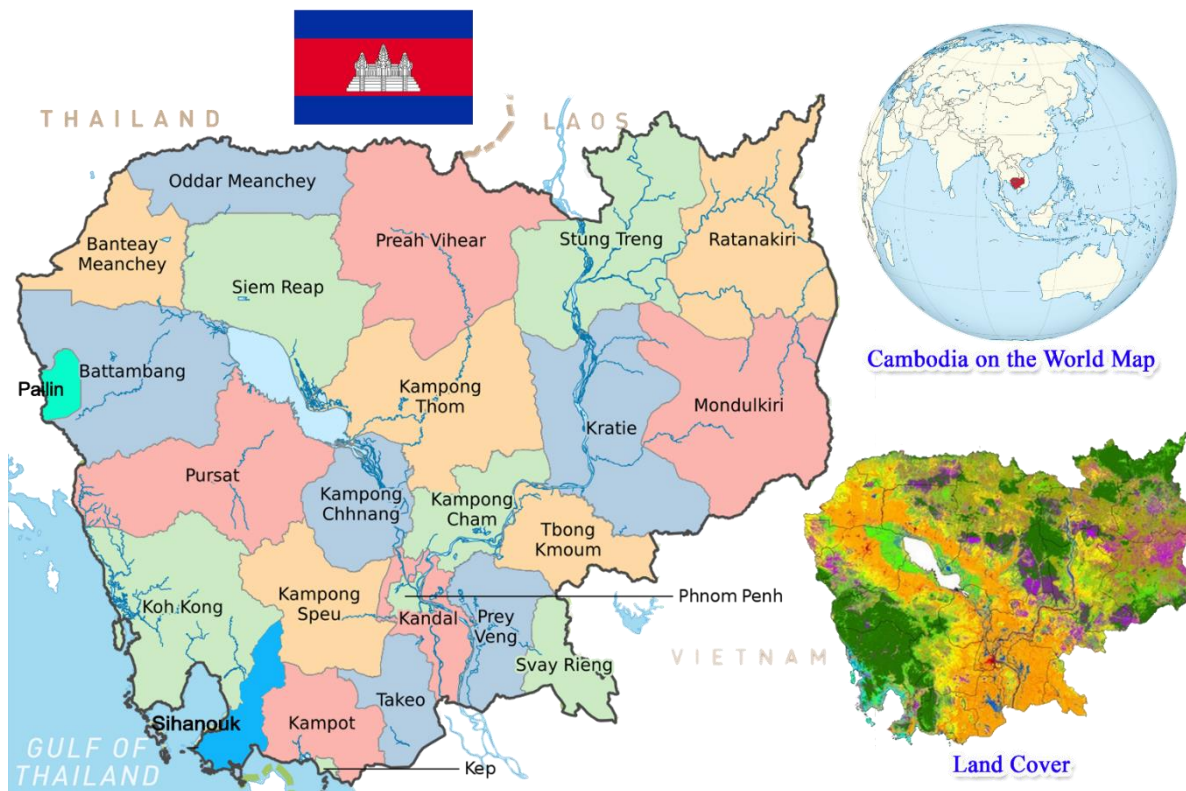 THAILAND
LAOS
Oddar Meanchey
Banteay
Meanchey
Preah Vihear
Stung Treng
Ratanakiri
Siem Reap
Cambodia on the World Map
Pailin
Battambang
Kampong
Thom
Mondulkiri
Kratie
Pursat
Kampong
Chhnang
Kampong
Cham
Tbong
Kmoum
Koh Kong
Kampong
Speu
Phnom Penh
Kandal
Prey
Veng
VIETNAM
Svay Rieng
Takeo
Sihanouk
Kampot
GULF OF
THAILAND
Kep
Land Cover